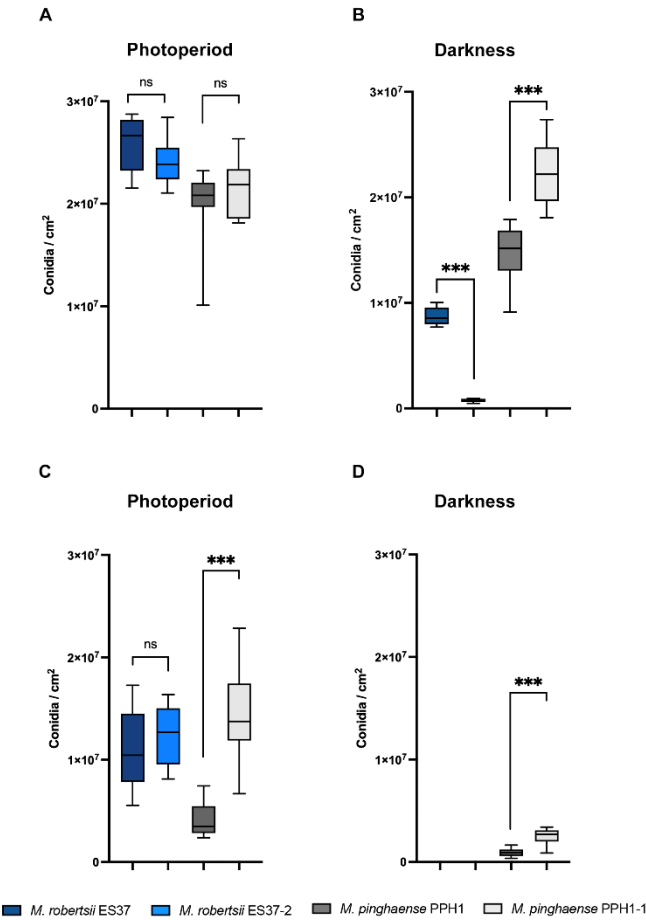 A
Photoperiod
ns
ns
3×10⁷
2×10⁷
1×10⁷
0
Conidia / cm²
B
Darkness
***
***
3×10⁷
2×10⁷
1×10⁷
0
Conidia / cm²
C
Photoperiod
ns
***
3×10⁷
2×10⁷
1×10⁷
0
Conidia / cm²
D
Darkness
***
3×10⁷
2×10⁷
1×10⁷
0
Conidia / cm²
M. robertsii ES37 M. robertsii ES37-2 M. pinghaense PPH1 M. pinghaense PPH1-1